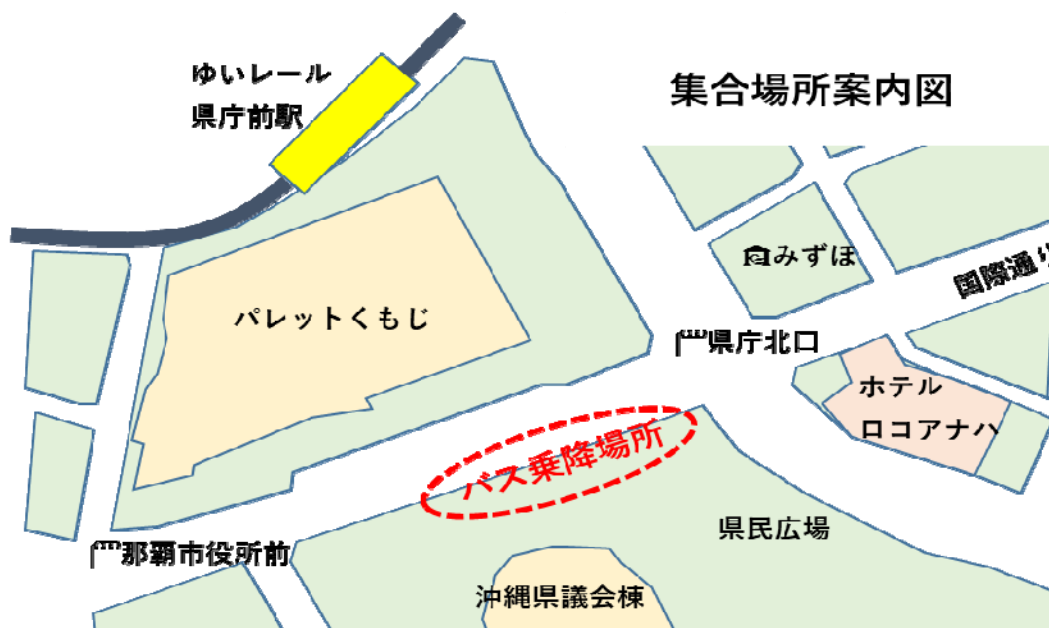 ゆいレール
県庁前駅
集合場所案内図
みずほ
国際通り
パレットくもじ
県庁北口
ホテル
ロコアナハ
バス乗降場所
県民広場
那覇市役所前
沖縄県議会棟